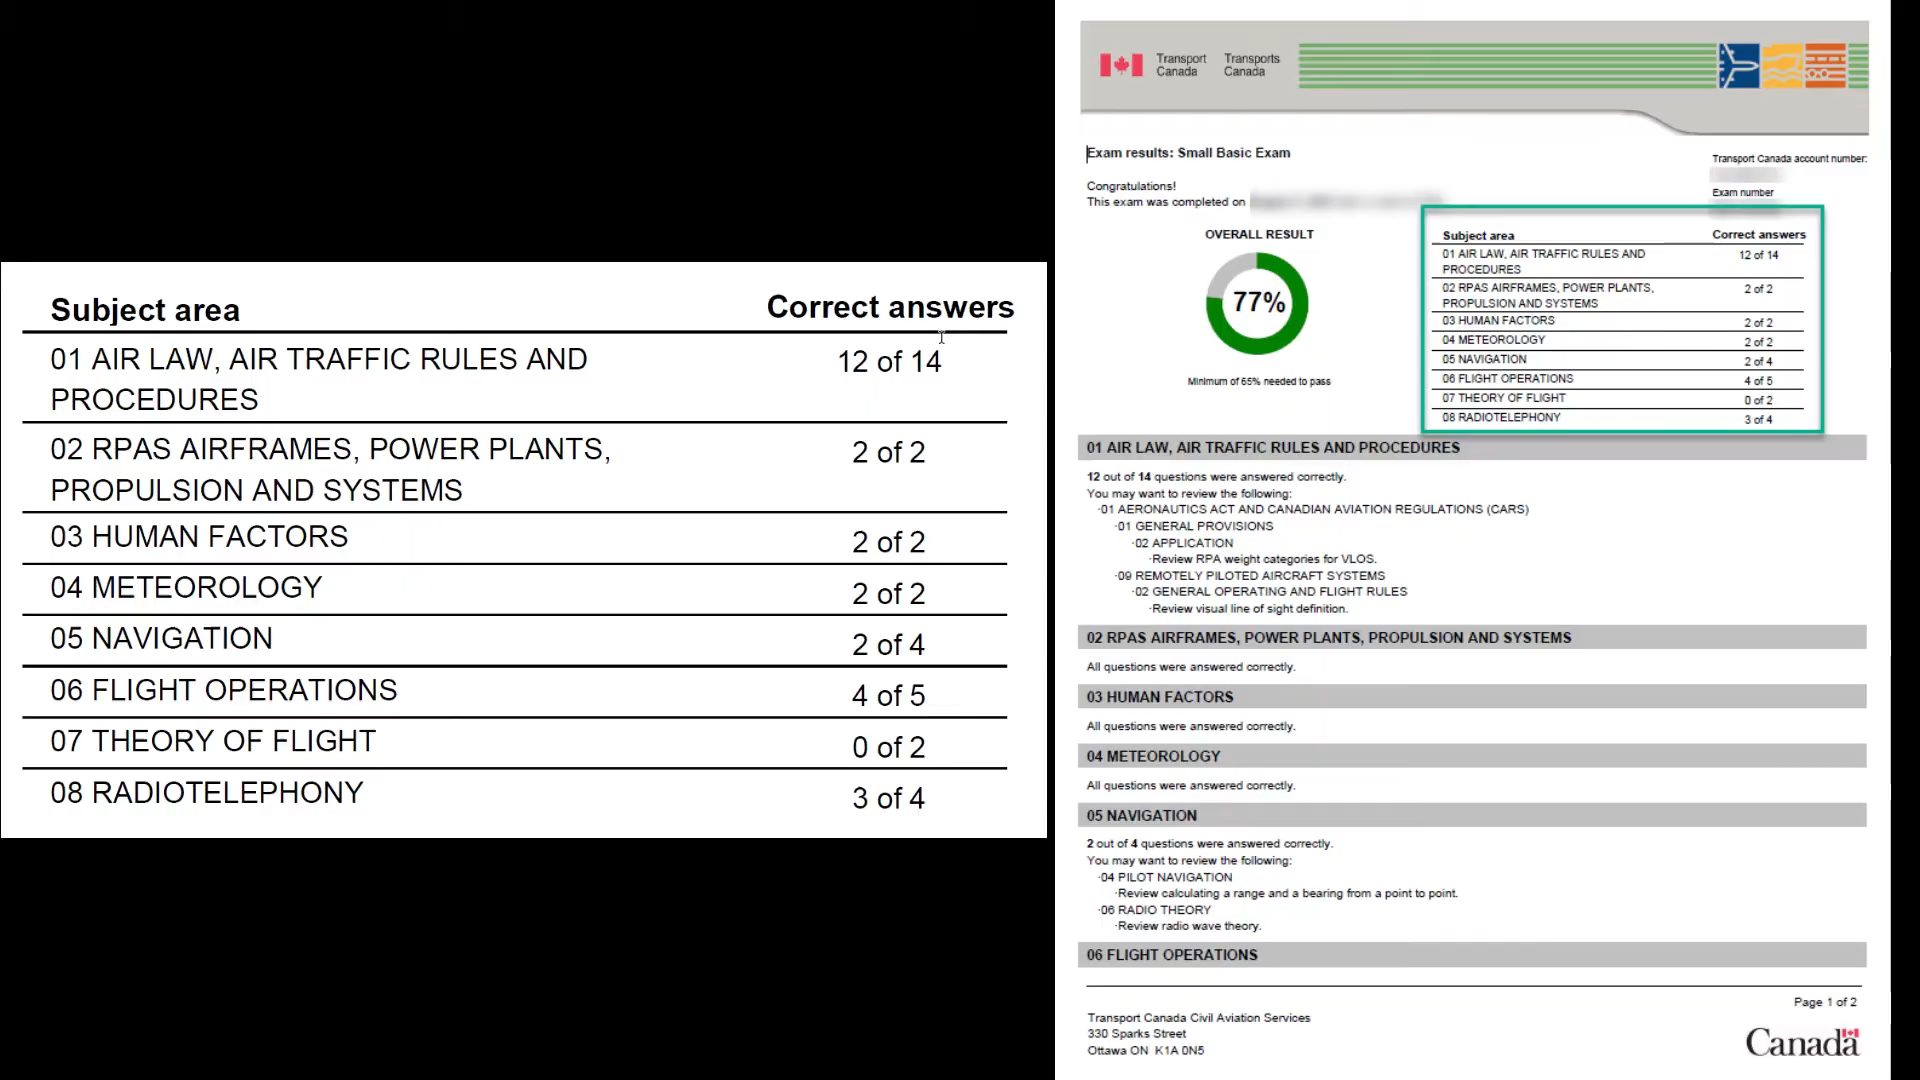 Subject area Correct answers
01 AIR LAW, AIR TRAFFIC RULES AND 12 of 14
PROCEDURES
02 RPAS AIRFRAMES, POWER PLANTS, 2 of 2
PROPULSION AND SYSTEMS
03 HUMAN FACTORS 2 of 2
04 METEOROLOGY 2 of 2
05 NAVIGATION 2 of 4
06 FLIGHT OPERATIONS 4 of 5
07 THEORY OF FLIGHT 0 of 2
08 RADIOTELEPHONY 3 of 4
Transport Transports
Canada Canada
Exam results: Small Basic Exam
Transport Canada account number:
Congratulations!
Exam number
This exam was completed on
OVERALL RESULT
77%
Minimum of 65% needed to pass
Subject area Correct answers
01 AIR LAW, AIR TRAFFIC RULES AND 12 of 14
PROCEDURES
02 RPAS AIRFRAMES, POWER PLANTS, 2 of 2
PROPULSION AND SYSTEMS
03 HUMAN FACTORS 2 of 2
04 METEOROLOGY 2 of 2
05 NAVIGATION 2 of 4
06 FLIGHT OPERATIONS 4 of 5
07 THEORY OF FLIGHT 0 of 2
08 RADIOTELEPHONY 3 of 4
01 AIR LAW, AIR TRAFFIC RULES AND PROCEDURES
12 out of 14 questions were answered correctly.
You may want to review the following:
·01 AERONAUTICS ACT AND CANADIAN AVIATION REGULATIONS (CARS)
·01 GENERAL PROVISIONS
·02 APPLICATION
·Review RPA weight categories for VLOS.
·09 REMOTELY PILOTED AIRCRAFT SYSTEMS
·02 GENERAL OPERATING AND FLIGHT RULES
·Review visual line of sight definition.
02 RPAS AIRFRAMES, POWER PLANTS, PROPULSION AND SYSTEMS
All questions were answered correctly.
03 HUMAN FACTORS
All questions were answered correctly.
04 METEOROLOGY
All questions were answered correctly.
05 NAVIGATION
2 out of 4 questions were answered correctly.
You may want to review the following:
·04 PILOT NAVIGATION
·Review calculating a range and a bearing from a point to point.
·06 RADIO THEORY
·Review radio wave theory.
06 FLIGHT OPERATIONS
Page 1 of 2
Transport Canada Civil Aviation Services
330 Sparks Street
Ottawa ON K1A 0N5
Canada